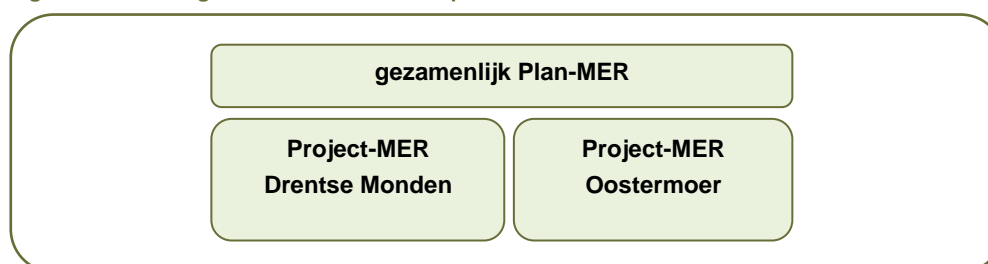 gezamenlijk Plan-MER
Project-MER
Drentse Monden
Project-MER
Oostermoer